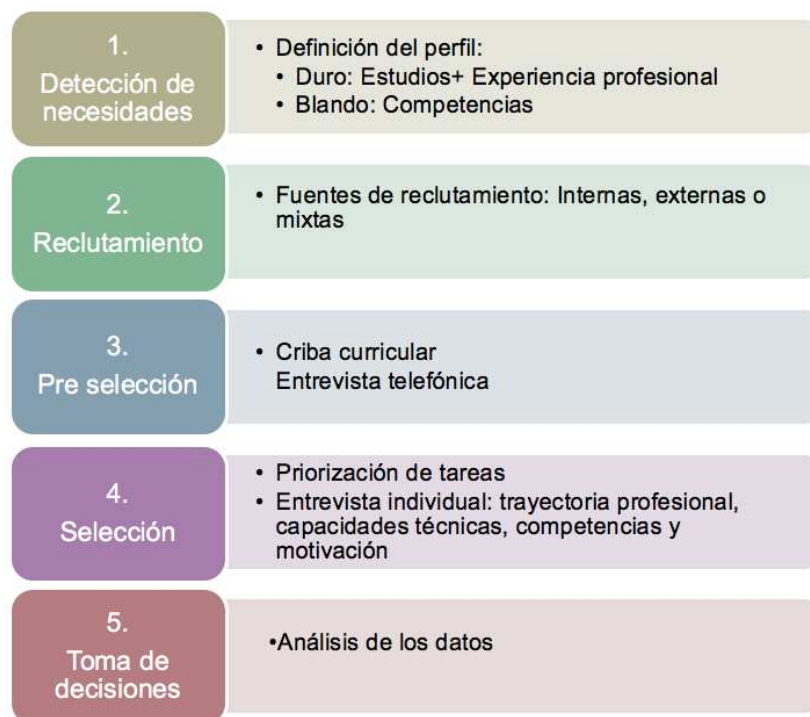 1.
Detección de
necesidades
• Definición del perfil:
• Duro: Estudios+ Experiencia profesional
• Blando: Competencias
2.
Reclutamiento
• Fuentes de reclutamiento: Internas, externas o
mixtas
3.
Pre selección
• Criba curricular
Entrevista telefónica
4.
Selección
• Priorización de tareas
• Entrevista individual: trayectoria profesional,
capacidades técnicas, competencias y
motivación
5.
Toma de
decisiones
•Análisis de los datos